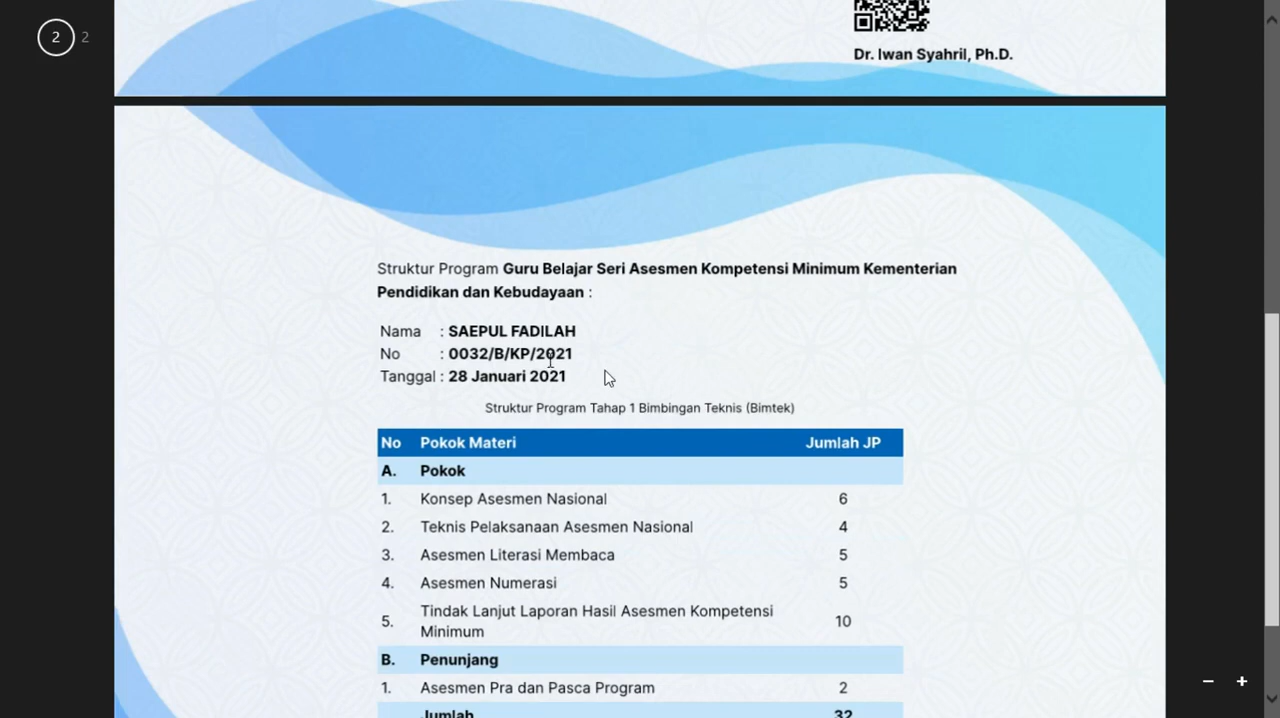 2 2
Dr. Iwan Syahril, Ph.D.
Struktur Program Guru Belajar Seri Asesmen Kompetensi Minimum Kementerian
Pendidikan dan Kebudayaan :
Nama : SAEPUL FADILAH
No : 0032/B/KP/2021
Tanggal : 28 Januari 2021
Struktur Program Tahap 1 Bimbingan Teknis (Bimtek)
No Pokok Materi Jumlah JP
A. Pokok
1. Konsep Asesmen Nasional 6
2. Teknis Pelaksanaan Asesmen Nasional 4
3. Asesmen Literasi Membaca 5
4. Asesmen Numerasi 5
5. Tindak Lanjut Laporan Hasil Asesmen Kompetensi
Minimum 10
B. Penunjang
1. Asesmen Pra dan Pasca Program 2
Jumlah 32